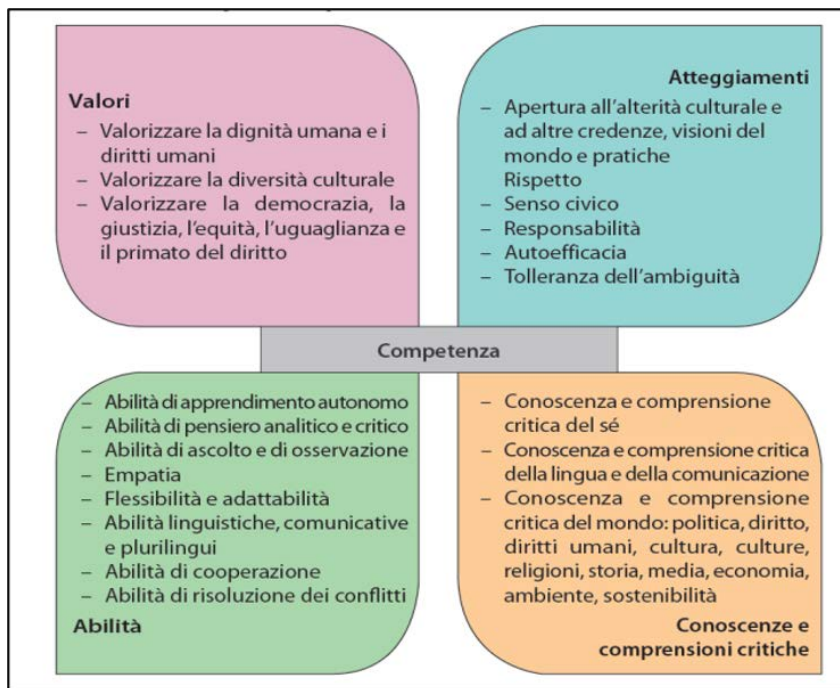 Valori
– Valorizzare la dignità umana e i
diritti umani
– Valorizzare la diversità culturale
– Valorizzare la democrazia, la
giustizia, l'equità, l'uguaglianza e
il primato del diritto
Atteggiamenti
– Apertura all'alterità culturale e
ad altre credenze, visioni del
mondo e pratiche
Rispetto
– Senso civico
– Responsabilità
– Autoefficacia
– Tolleranza dell'ambiguità
Competenza
– Abilità di apprendimento autonomo
– Abilità di pensiero analitico e critico
– Abilità di ascolto e di osservazione
– Empatia
– Flessibilità e adattabilità
– Abilità linguistiche, comunicative
e plurilingui
– Abilità di cooperazione
– Abilità di risoluzione dei conflitti
Abilità
– Conoscenza e comprensione
critica del sé
– Conoscenza e comprensione critica
della lingua e della comunicazione
– Conoscenza e comprensione
critica del mondo: politica, diritto,
diritti umani, cultura, culture,
religioni, storia, media, economia,
ambiente, sostenibilità
Conoscenze e
comprensioni critiche